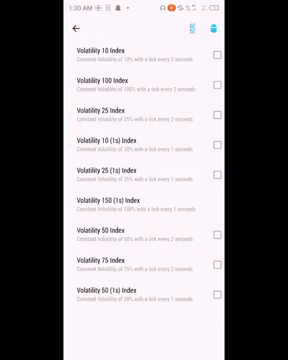 1:30 AM
Volatility 10 Index
Constant Volatility of 10% with a tick every 2 seconds
Volatility 100 Index
Constant Volatility of 100% with a tick every 2 seconds
Volatility 25 Index
Constant Volatility of 25% with a tick every 2 seconds
Volatility 10 (1s) Index
Constant Volatility of 10% with a tick every 1 seconds
Volatility 25 (1s) Index
Constant Volatility of 25% with a tick every 1 seconds
Volatility 150 (1s) Index
Constant Volatility of 150% with a tick every 1 seconds
Volatility 50 Index
Constant Volatility of 50% with a tick every 2 seconds
Volatility 75 Index
Constant Volatility of 75% with a tick every 2 seconds
Volatility 50 (1s) Index
Constant Volatility of 50% with a tick every 1 seconds